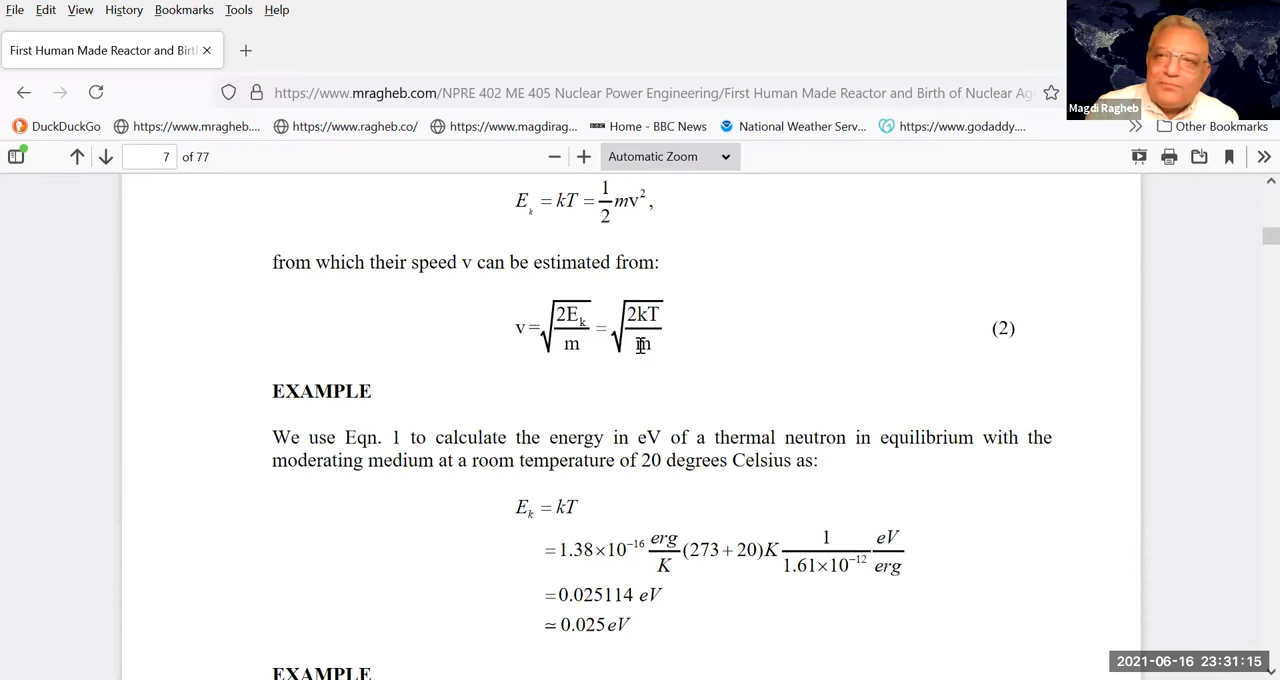 File Edit View History Bookmarks Tools Help
First Human Made Reactor and Birt
https://www.mragheb.com/NPRE 402 ME 405 Nuclear Power Engineering/First Human Made Reactor and Birth of Nuclear Ag
Magdi Ragheb
DuckDuckGo https://www.mragheb.... https://www.ragheb.co/ https://www.magdirag... BBC Home - BBC News National Weather Serv... https://www.godaddy.... Other Bookmarks
7 of 77 Automatic Zoom
E_k = kT = 1/2 mv²,
from which their speed v can be estimated from:
v = √(2E_k/m) = √(2kT/m) (2)
EXAMPLE
We use Eqn. 1 to calculate the energy in eV of a thermal neutron in equilibrium with the
moderating medium at a room temperature of 20 degrees Celsius as:
E_k = kT
= 1.38×10⁻¹⁶ erg/K (273+20)K 1/(1.61×10⁻¹²) eV/erg
= 0.025114 eV
≃ 0.025 eV
EXAMPLE
2021-06-16 23:31:15